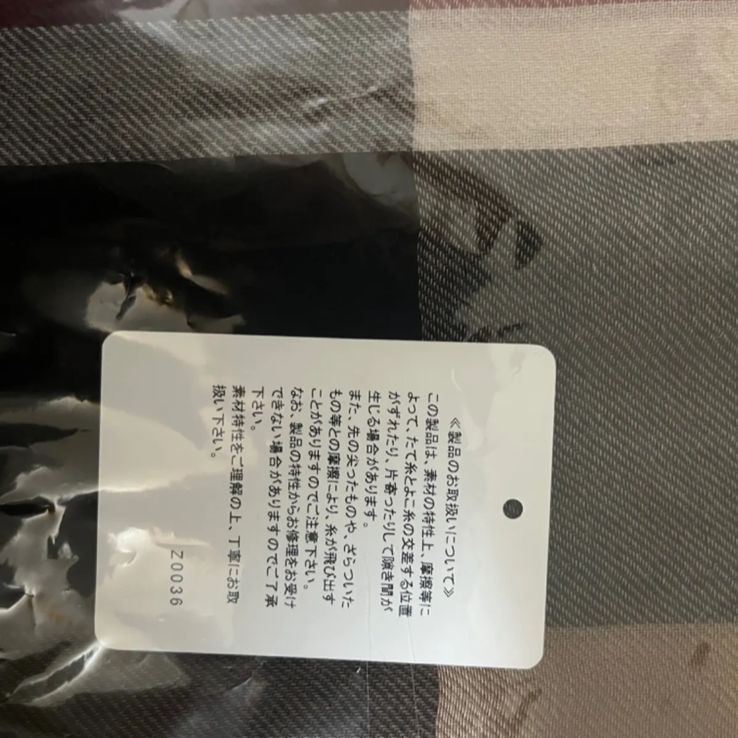 ≪製品のお取扱いについて≫
この製品は、素材の特性上、摩擦等に
よって、たて糸とよこ糸の交差する位置
がずれたり、片寄ったりして隙き間が
生じる場合があります。
また、先の尖ったものや、ざらついた
もの等との摩擦により、糸が飛び出す
ことがありますのでご注意下さい。
なお、製品の特性からお修理をお受け
できない場合がありますのでご了承
下さい。
素材特性をご理解の上、丁寧にお取
扱い下さい。
Z0036